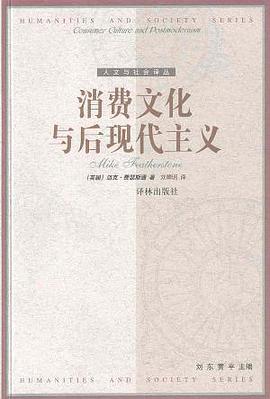 HUMANITIES AND SOCIETY SERIES
Consumer Culture and Postmodernism
人文与社会译丛
消费文化
与后现代主义
Mike Featherstone
(英国) 迈克·费瑟斯通 著 刘精明 译
译林出版社
刘东 黄平 主编
HUMANITIES AND SOCIETY SERIES